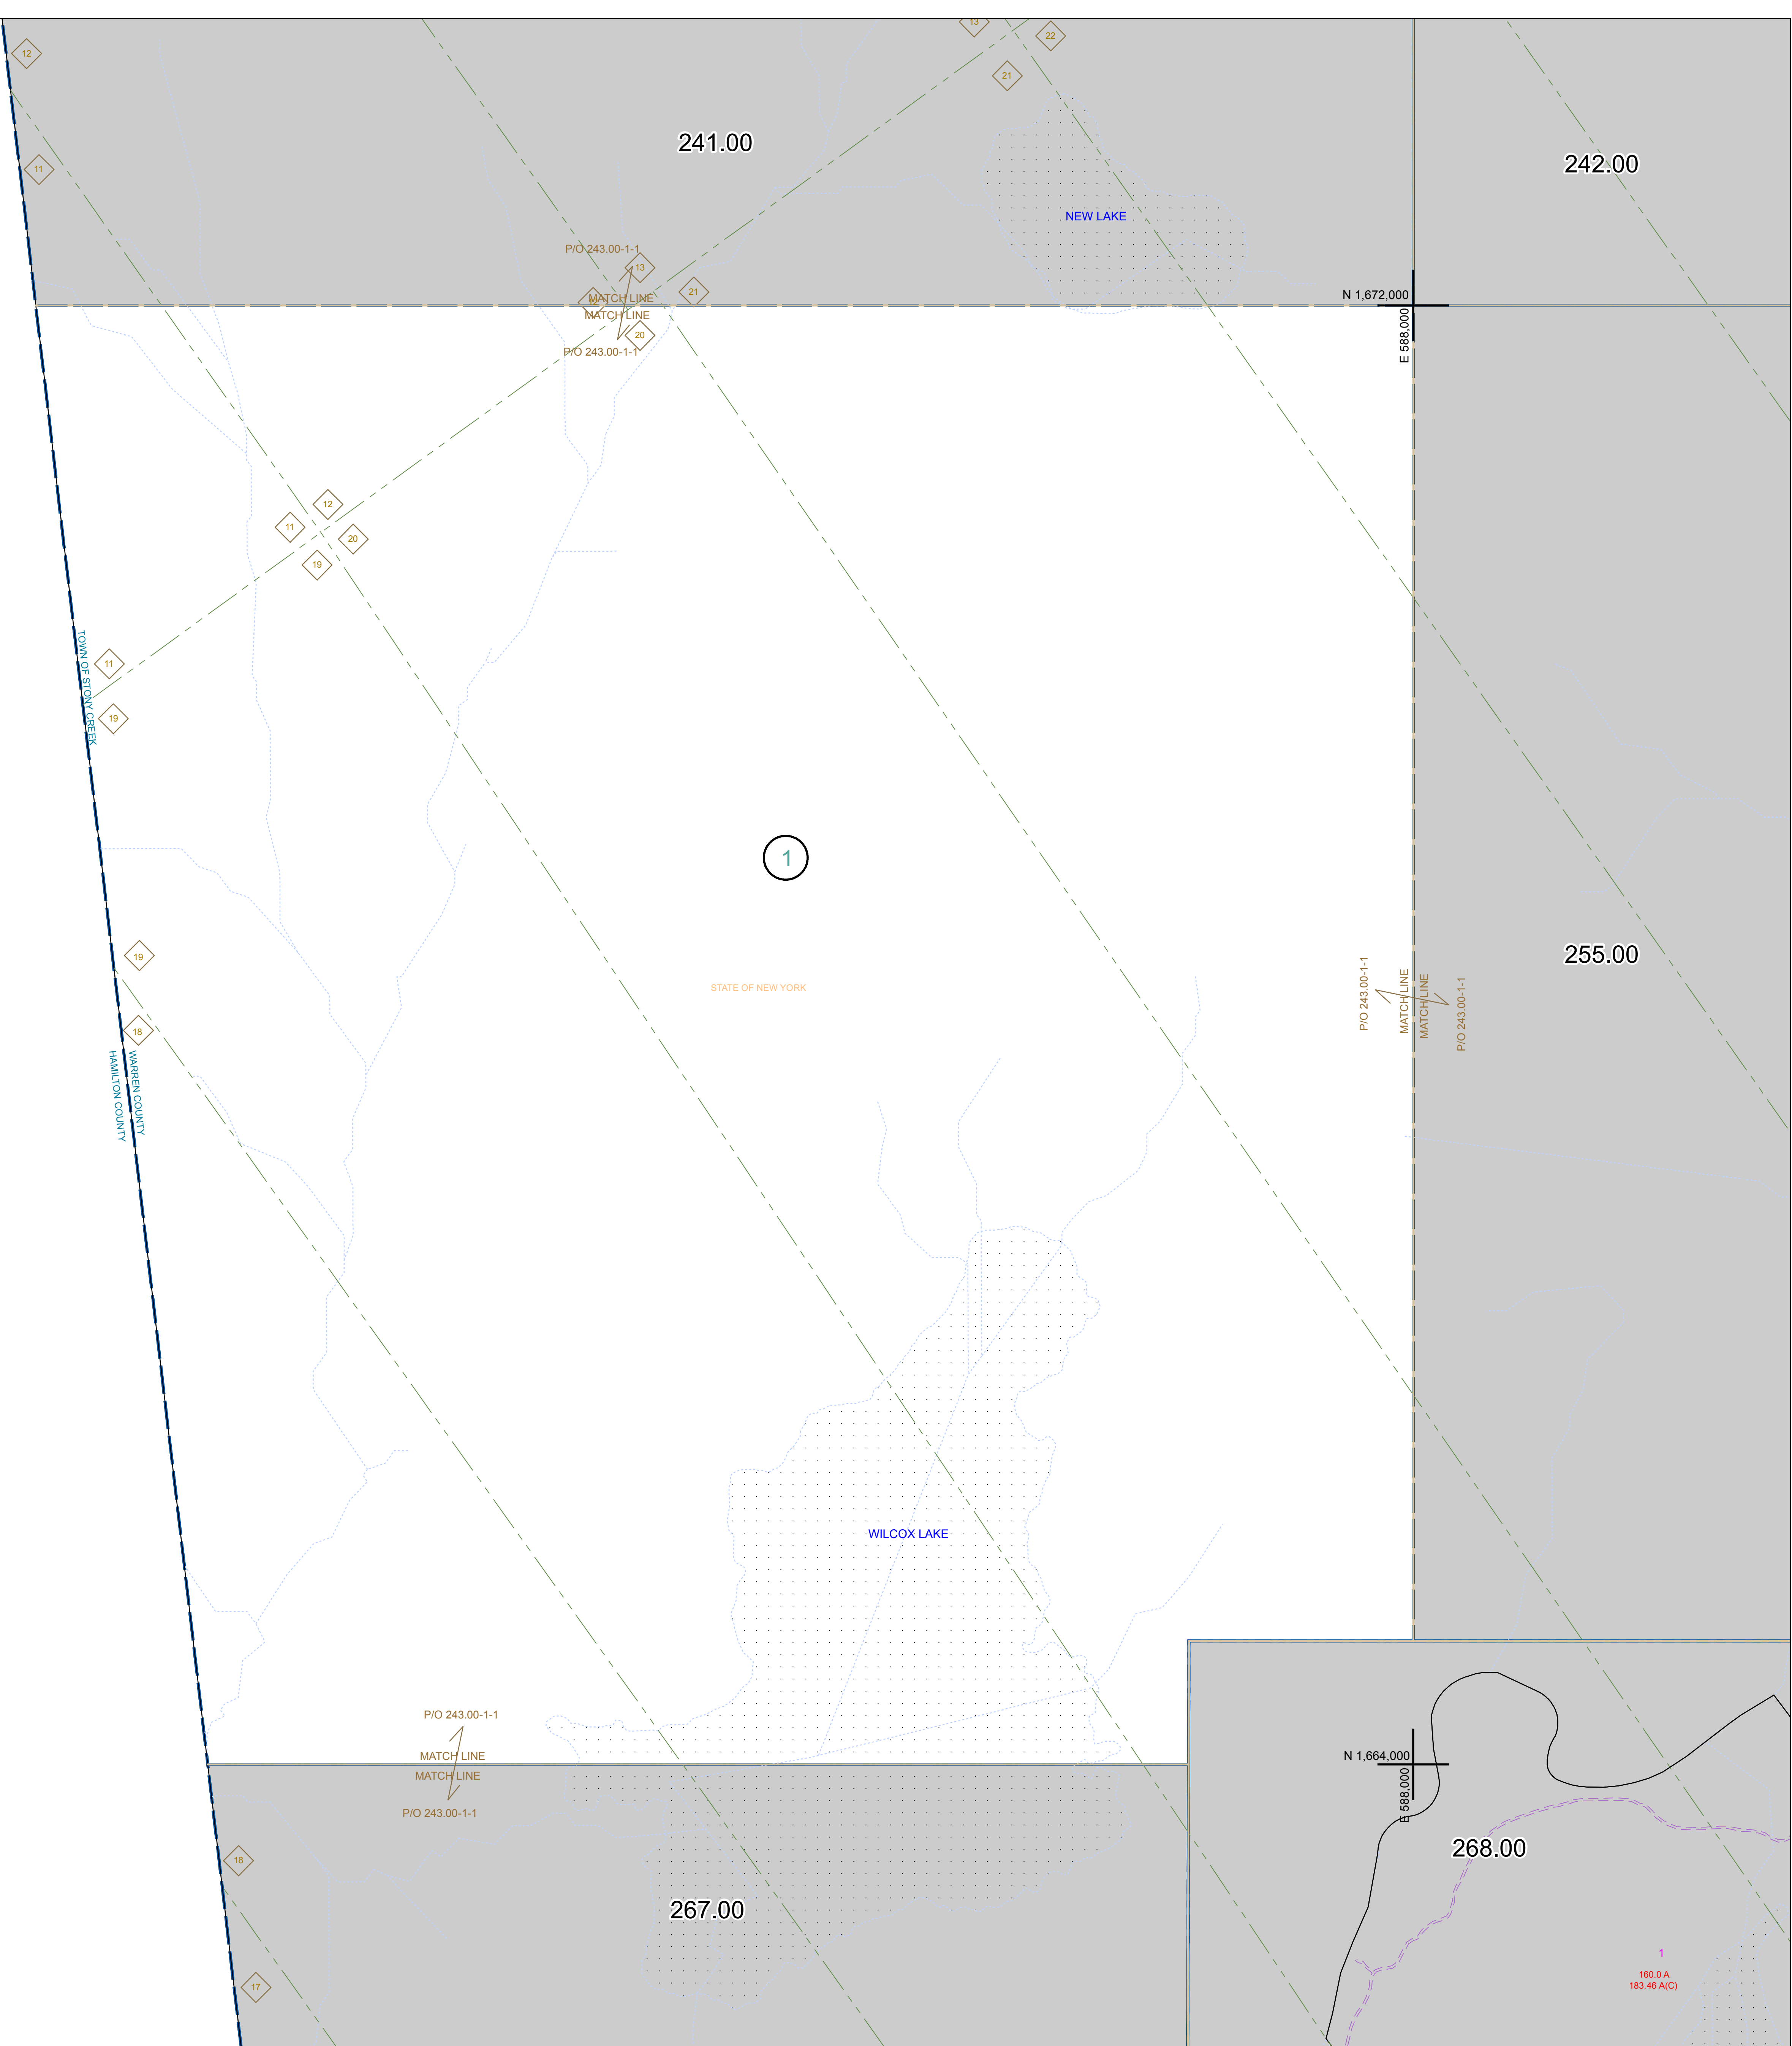 13
12
22
21
241.00
242.00
11
NEW LAKE
P/O 243.00-1-1
13
21
N 1,672,000
MATCH LINE
MATCH LINE
E 588,000
20
P/O 243.00-1-1
12
11
20
19
TOWN OF STONY CREEK
11
19
1
19
255.00
STATE OF NEW YORK
P/O 243.00-1-1
MATCH LINE
MATCH LINE
P/O 243.00-1-1
18
HAMILTON COUNTY
WARREN COUNTY
WILCOX LAKE
P/O 243.00-1-1
MATCH LINE
MATCH LINE
P/O 243.00-1-1
N 1,664,000
E 588,000
268.00
18
267.00
1
160.0 A
183.46 A(C)
17